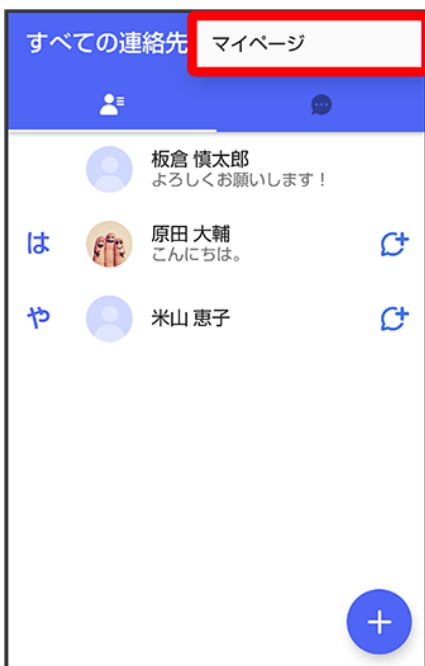 すべての連絡先
マイページ
板倉 慎太郎
よろしくお願いします！
は
原田 大輔
こんにちは。
や
米山 恵子